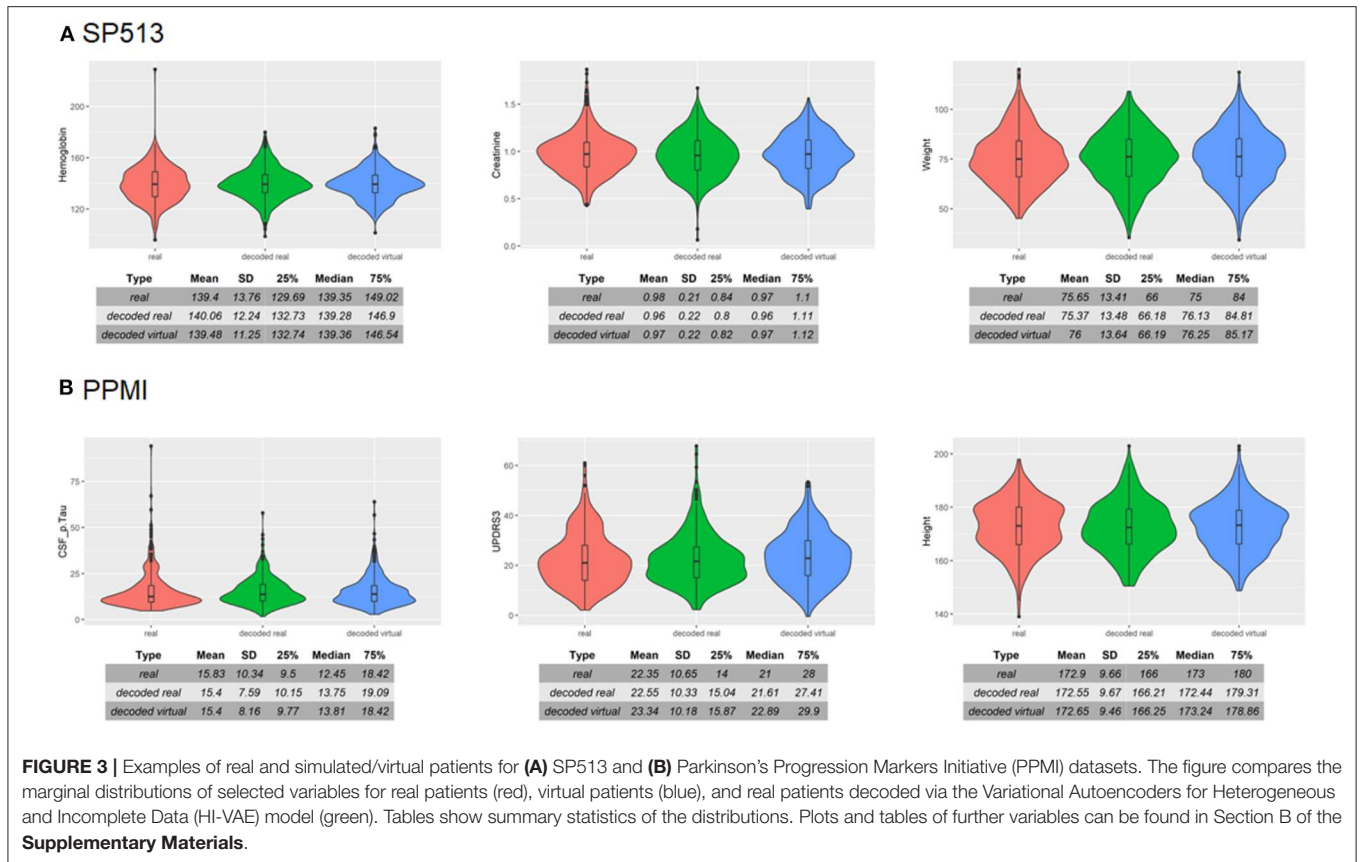 A SP513
Hemoglobin
200
160
120
real decoded real decoded virtual
Type Mean SD 25% Median 75%
real 139.4 13.76 129.69 139.35 149.02
decoded real 140.06 12.24 132.73 139.28 146.9
decoded virtual 139.48 11.25 132.74 139.36 146.54
Creatinine
1.5
1.0
0.5
0.0
real decoded real decoded virtual
Type Mean SD 25% Median 75%
real 0.98 0.21 0.84 0.97 1.1
decoded real 0.96 0.22 0.8 0.96 1.11
decoded virtual 0.97 0.22 0.82 0.97 1.12
Weight
100
75
50
real decoded real decoded virtual
Type Mean SD 25% Median 75%
real 75.65 13.41 66 75 84
decoded real 75.37 13.48 66.18 76.13 84.81
decoded virtual 76 13.64 66.19 76.25 85.17
B PPMI
CSF_p.Tau
75
50
25
0
real decoded real decoded virtual
Type Mean SD 25% Median 75%
real 15.83 10.34 9.5 12.45 18.42
decoded real 15.4 7.59 10.15 13.75 19.09
decoded virtual 15.4 8.16 9.77 13.81 18.42
UPDRS3
60
40
20
0
real decoded real decoded virtual
Type Mean SD 25% Median 75%
real 22.35 10.65 14 21 28
decoded real 22.55 10.33 15.04 21.61 27.41
decoded virtual 23.34 10.18 15.87 22.89 29.9
Height
200
180
160
140
real decoded real decoded virtual
Type Mean SD 25% Median 75%
real 172.9 9.66 166 173 180
decoded real 172.55 9.67 166.21 172.44 179.31
decoded virtual 172.65 9.46 166.25 173.24 178.86
FIGURE 3 | Examples of real and simulated/virtual patients for (A) SP513 and (B) Parkinson's Progression Markers Initiative (PPMI) datasets. The figure compares the
marginal distributions of selected variables for real patients (red), virtual patients (blue), and real patients decoded via the Variational Autoencoders for Heterogeneous
and Incomplete Data (HI-VAE) model (green). Tables show summary statistics of the distributions. Plots and tables of further variables can be found in Section B of the
Supplementary Materials.